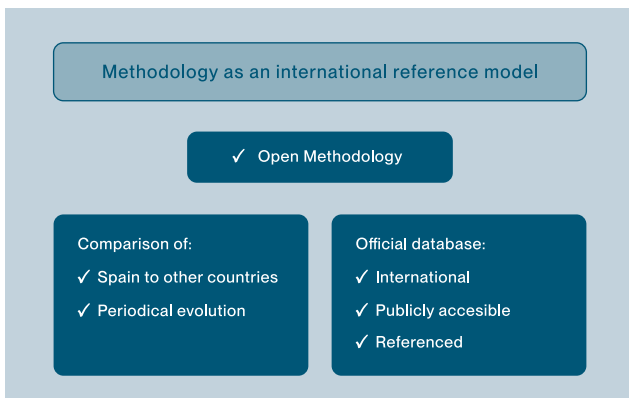 Methodology as an international reference model
✓ Open Methodology
Comparison of:
✓ Spain to other countries
✓ Periodical evolution
Official database:
✓ International
✓ Publicly accesible
✓ Referenced